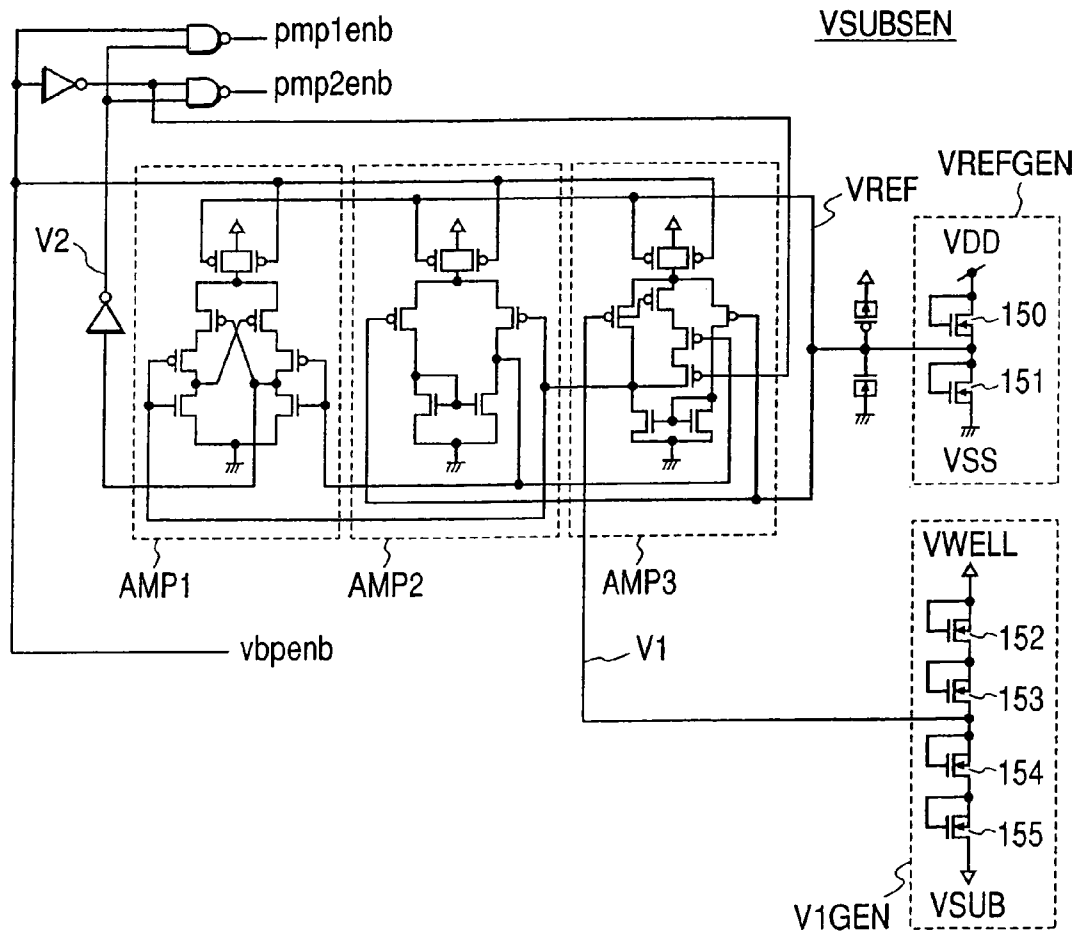 VSUBSEN
pmp1enb
pmp2enb
VREFGEN
VREF
VDD
V2
150
151
VSS
VWELL
AMP1
AMP2
AMP3
152
vbpenb
V1
153
154
155
V1GEN
VSUB